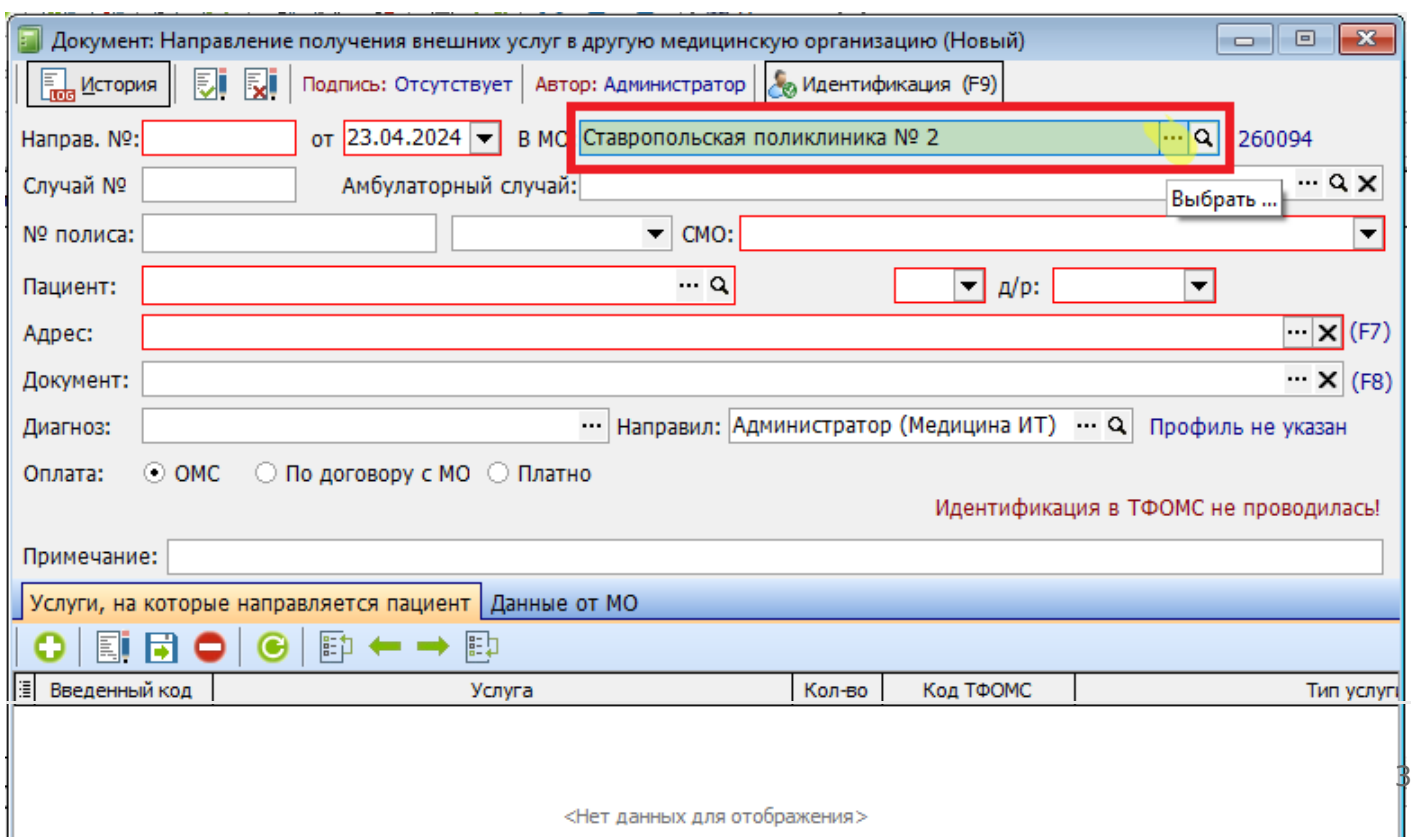 Документ: Направление получения внешних услуг в другую медицинскую организацию (Новый)
LOG История Подпись: Отсутствует Автор: Администратор Идентификация (F9)
Направ. №: от 23.04.2024 В МО Ставропольская поликлиника № 2 ... 260094
Случай № Амбулаторный случай: ...
Выбрать ...
№ полиса: СМО:
Пациент: ... д/р:
Адрес: ... (F7)
Документ: ... (F8)
Диагноз: ... Направил: Администратор (Медицина ИТ) ... Профиль не указан
Оплата: ОМС По договору с МО Платно
Идентификация в ТФОМС не проводилась!
Примечание:
Услуги, на которые направляется пациент Данные от МО
Введенный код Услуга Кол-во Код ТФОМС Тип услуги
3
<Нет данных для отображения>